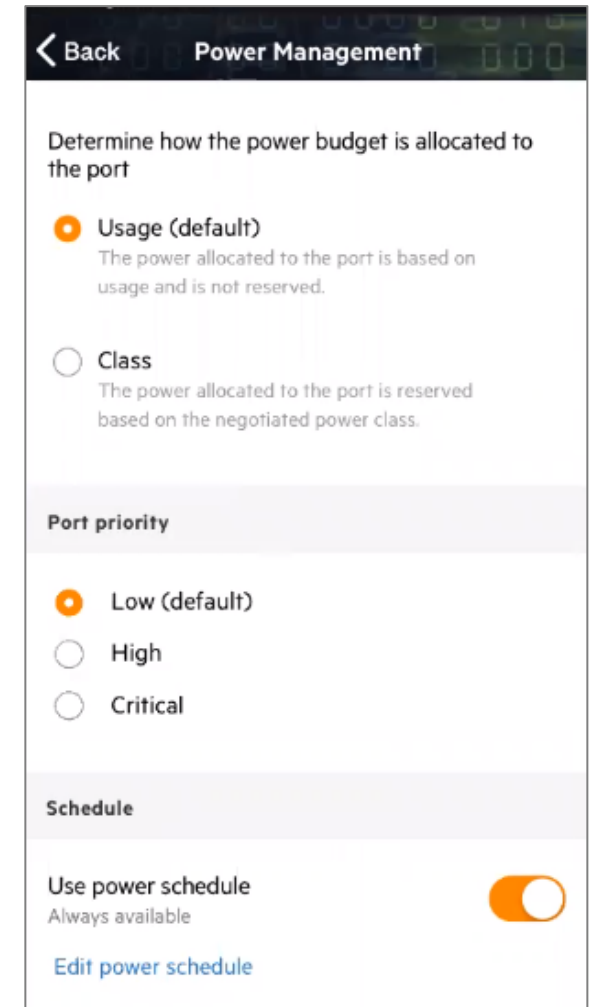 Back
Power Management
Determine how the power budget is allocated to
the port
Usage (default)
The power allocated to the port is based on
usage and is not reserved.
Class
The power allocated to the port is reserved
based on the negotiated power class.
Port priority
Low (default)
High
Critical
Schedule
Use power schedule
Always available
Edit power schedule